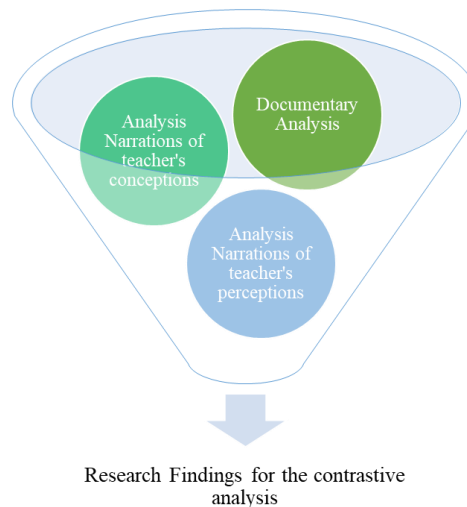 Analysis
Narrations of
teacher's
conceptions
Documentary
Analysis
Analysis
Narrations of
teacher's
perceptions
Research Findings for the contrastive
analysis